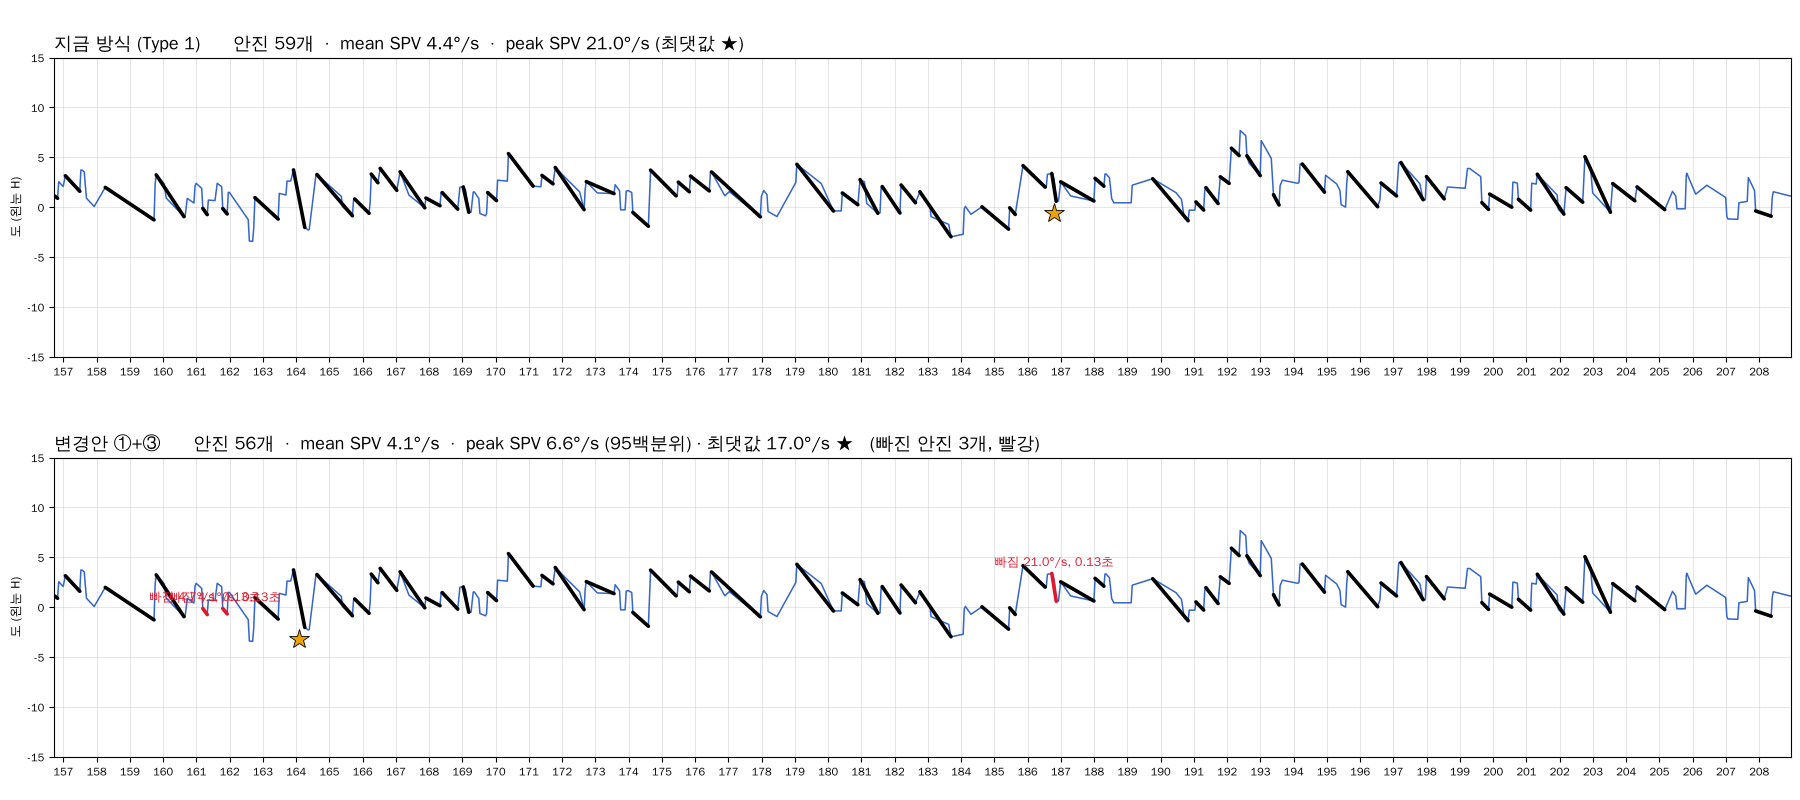 지금 방식 (Type 1) 안진 59개 · mean SPV 4.4°/s · peak SPV 21.0°/s (최댓값 ★)
15
10
5
0
-5
-10
-15
도 (왼눈 H)
157 158 159 160 161 162 163 164 165 166 167 168 169 170 171 172 173 174 175 176 177 178 179 180 181 182 183 184 185 186 187 188 189 190 191 192 193 194 195 196 197 198 199 200 201 202 203 204 205 206 207 208
변경안 ①+③ 안진 56개 · mean SPV 4.1°/s · peak SPV 6.6°/s (95백분위) · 최댓값 17.0°/s ★ (빠진 안진 3개, 빨강)
15
10
5
0
-5
-10
-15
도 (왼눈 H)
빠짐 21.0°/s, 0.13초
157 158 159 160 161 162 163 164 165 166 167 168 169 170 171 172 173 174 175 176 177 178 179 180 181 182 183 184 185 186 187 188 189 190 191 192 193 194 195 196 197 198 199 200 201 202 203 204 205 206 207 208